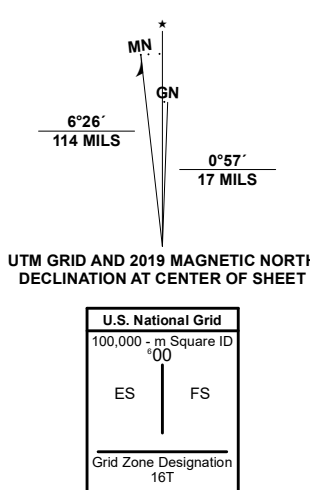 ★
MN
GN
6°26´
114 MILS
0°57´
17 MILS
UTM GRID AND 2019 MAGNETIC NORTH
DECLINATION AT CENTER OF SHEET
U.S. National Grid
100,000 - m Square ID
⁶00
ES FS
Grid Zone Designation
16T